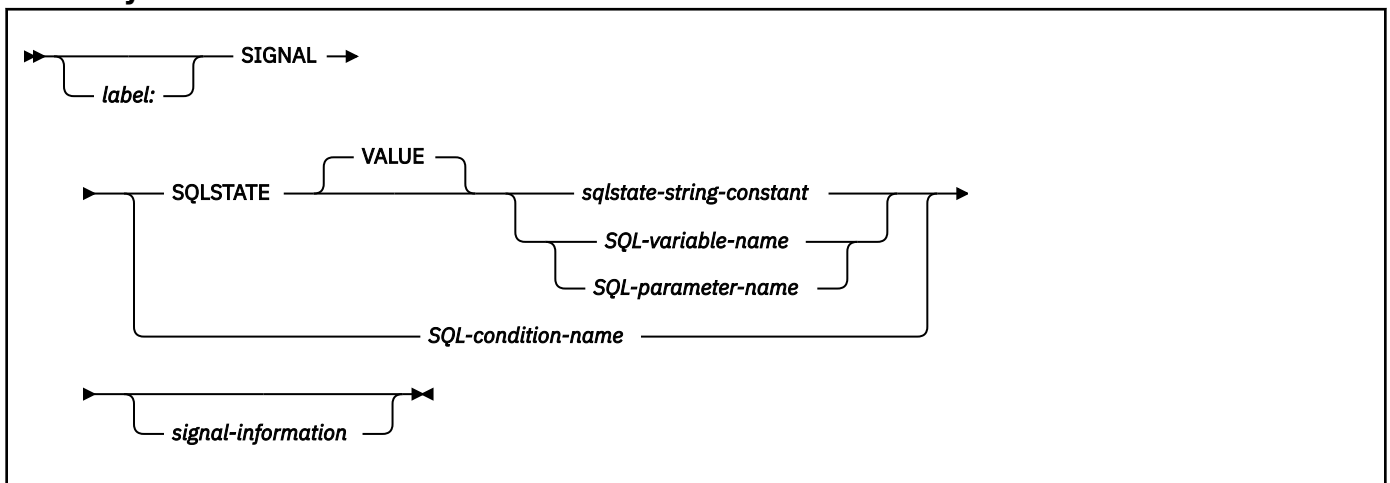 SIGNAL
label:
VALUE
SQLSTATE sqlstate-string-constant
SQL-variable-name
SQL-parameter-name
SQL-condition-name
signal-information